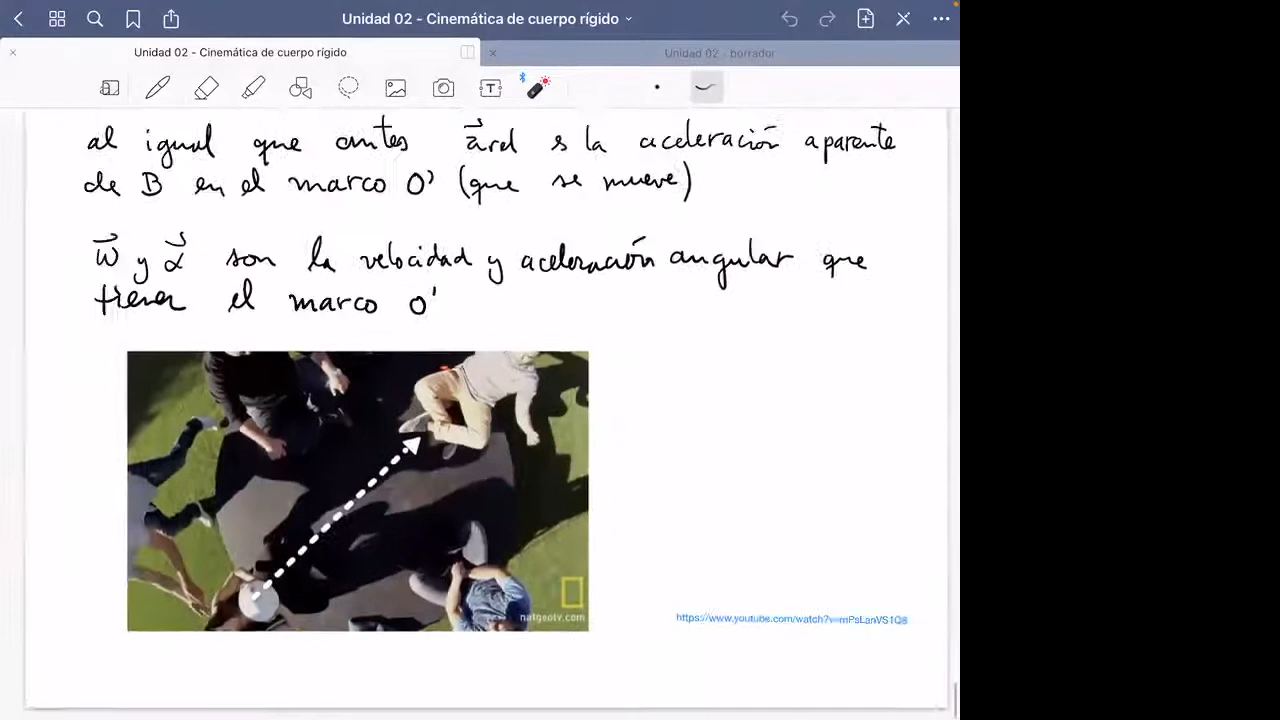 Unidad 02 - Cinemática de cuerpo rígido
Unidad 02 - Cinemática de cuerpo rígido
Unidad 02 - borrador
T
al igual que antes a⃗rel s la aceleración aparente
de B en el marco O' (que se mueve)
w⃗ y α⃗ son la velocidad y aceleración angular que
tiener el marco O'
natgeotv.com
https://www.youtube.com/watch?v=mPsLanVS1Q8